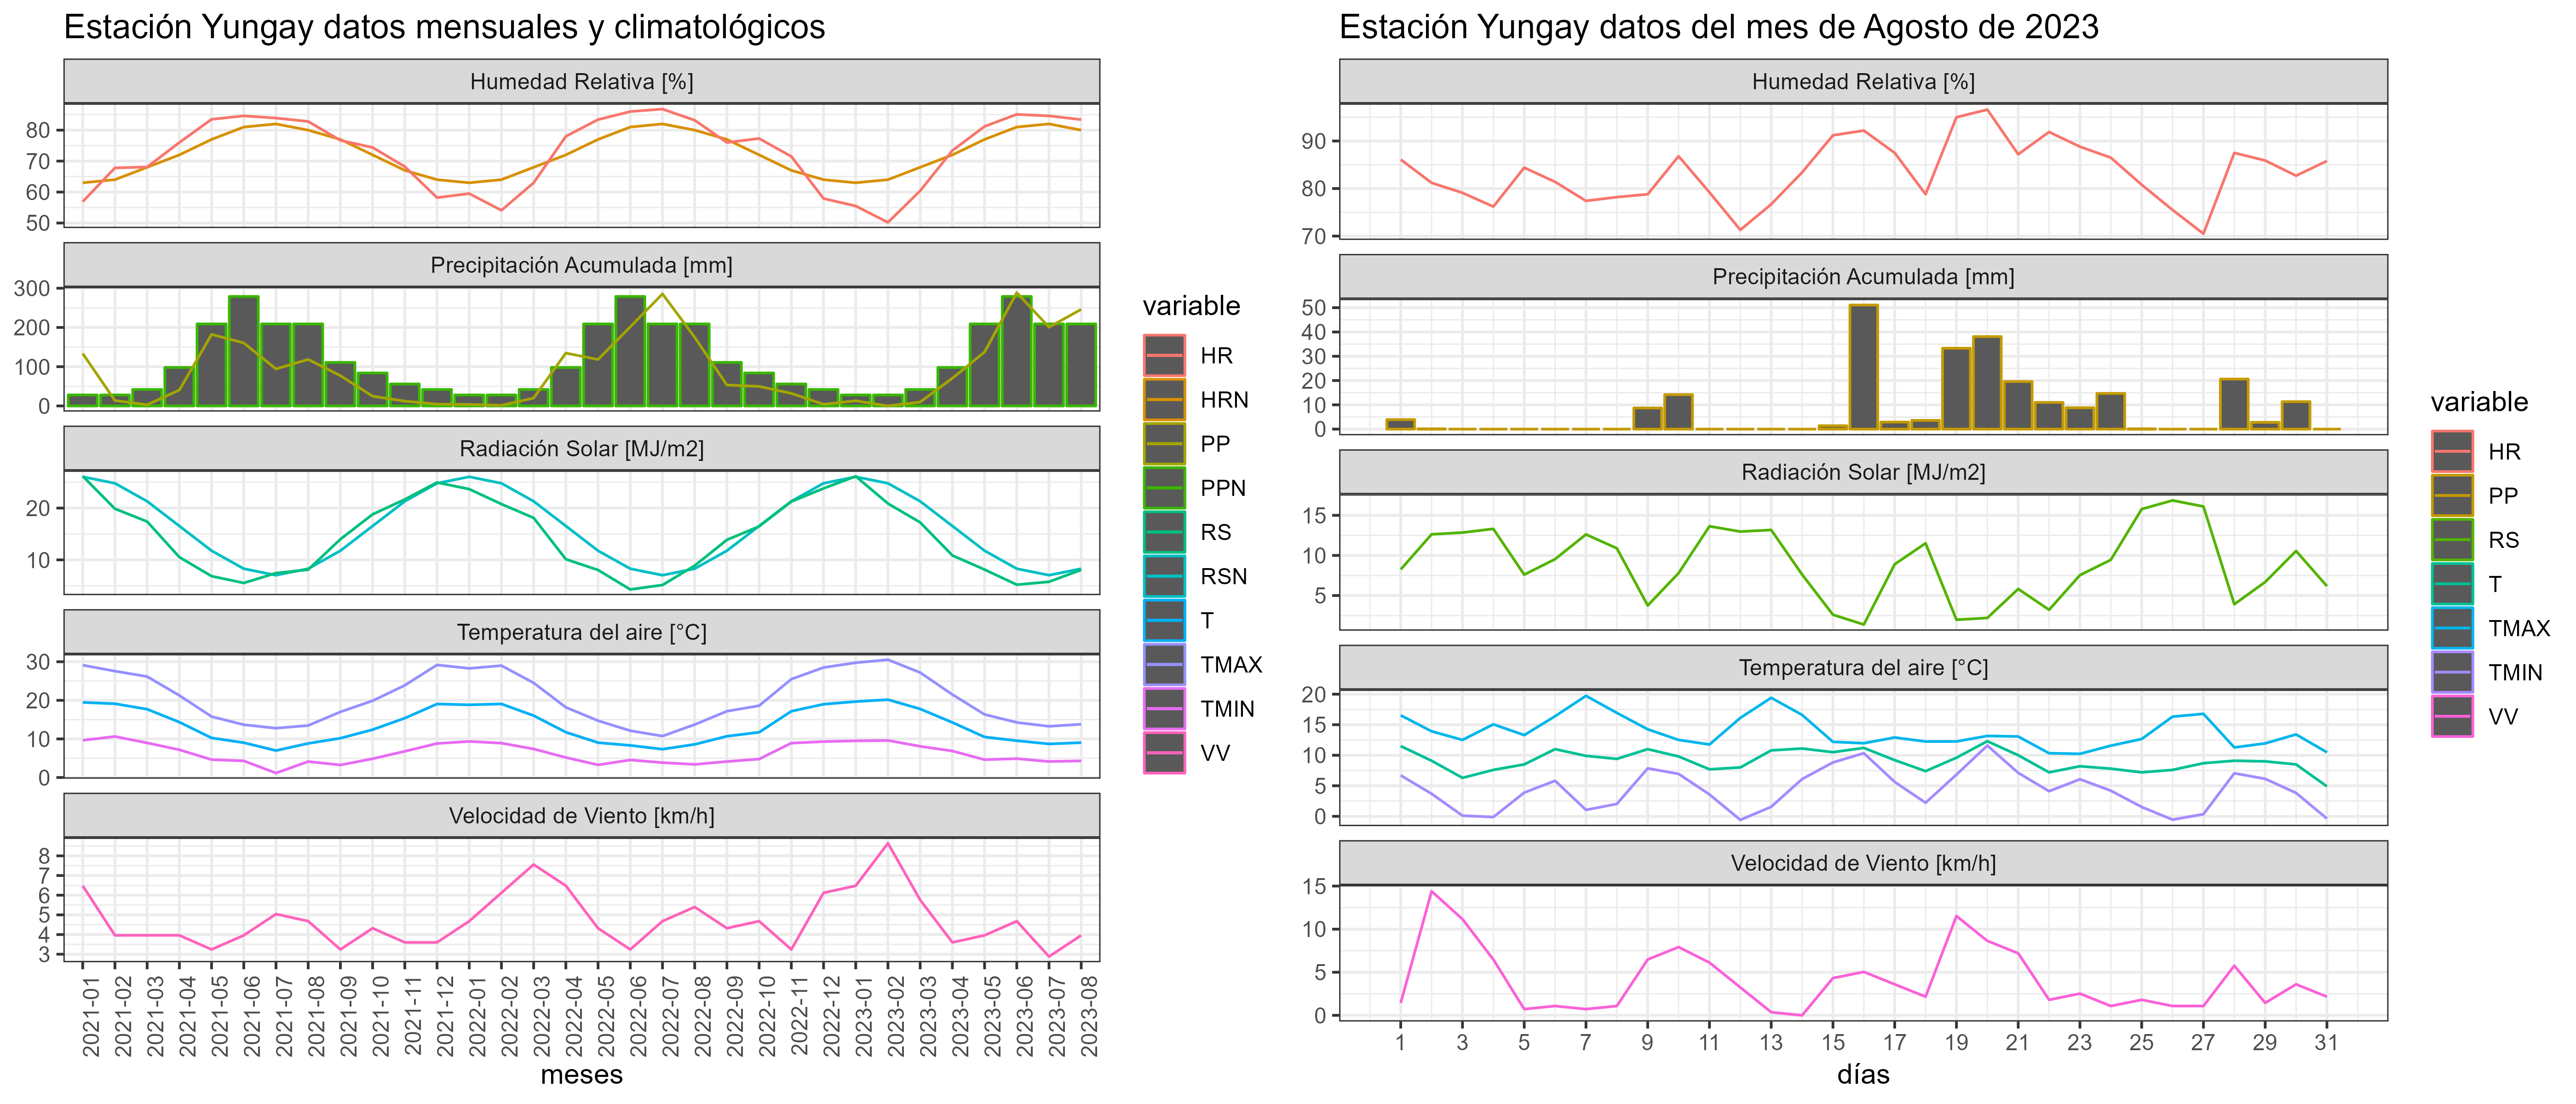 Estación Yungay datos mensuales y climatológicos
Humedad Relativa [%]
80
70
60
50
Precipitación Acumulada [mm]
300
200
100
0
Radiación Solar [MJ/m2]
20
10
Temperatura del aire [°C]
30
20
10
0
Velocidad de Viento [km/h]
8
7
6
5
4
3
2021-01
2021-02
2021-03
2021-04
2021-05
2021-06
2021-07
2021-08
2021-09
2021-10
2021-11
2021-12
2022-01
2022-02
2022-03
2022-04
2022-05
2022-06
2022-07
2022-08
2022-09
2022-10
2022-11
2022-12
2023-01
2023-02
2023-03
2023-04
2023-05
2023-06
2023-07
2023-08
meses
variable
HR
HRN
PP
PPN
RS
RSN
T
TMAX
TMIN
VV
Estación Yungay datos del mes de Agosto de 2023
Humedad Relativa [%]
90
80
70
Precipitación Acumulada [mm]
50
40
30
20
10
0
Radiación Solar [MJ/m2]
15
10
5
Temperatura del aire [°C]
20
15
10
5
0
Velocidad de Viento [km/h]
15
10
5
0
1 3 5 7 9 11 13 15 17 19 21 23 25 27 29 31
días
variable
HR
PP
RS
T
TMAX
TMIN
VV